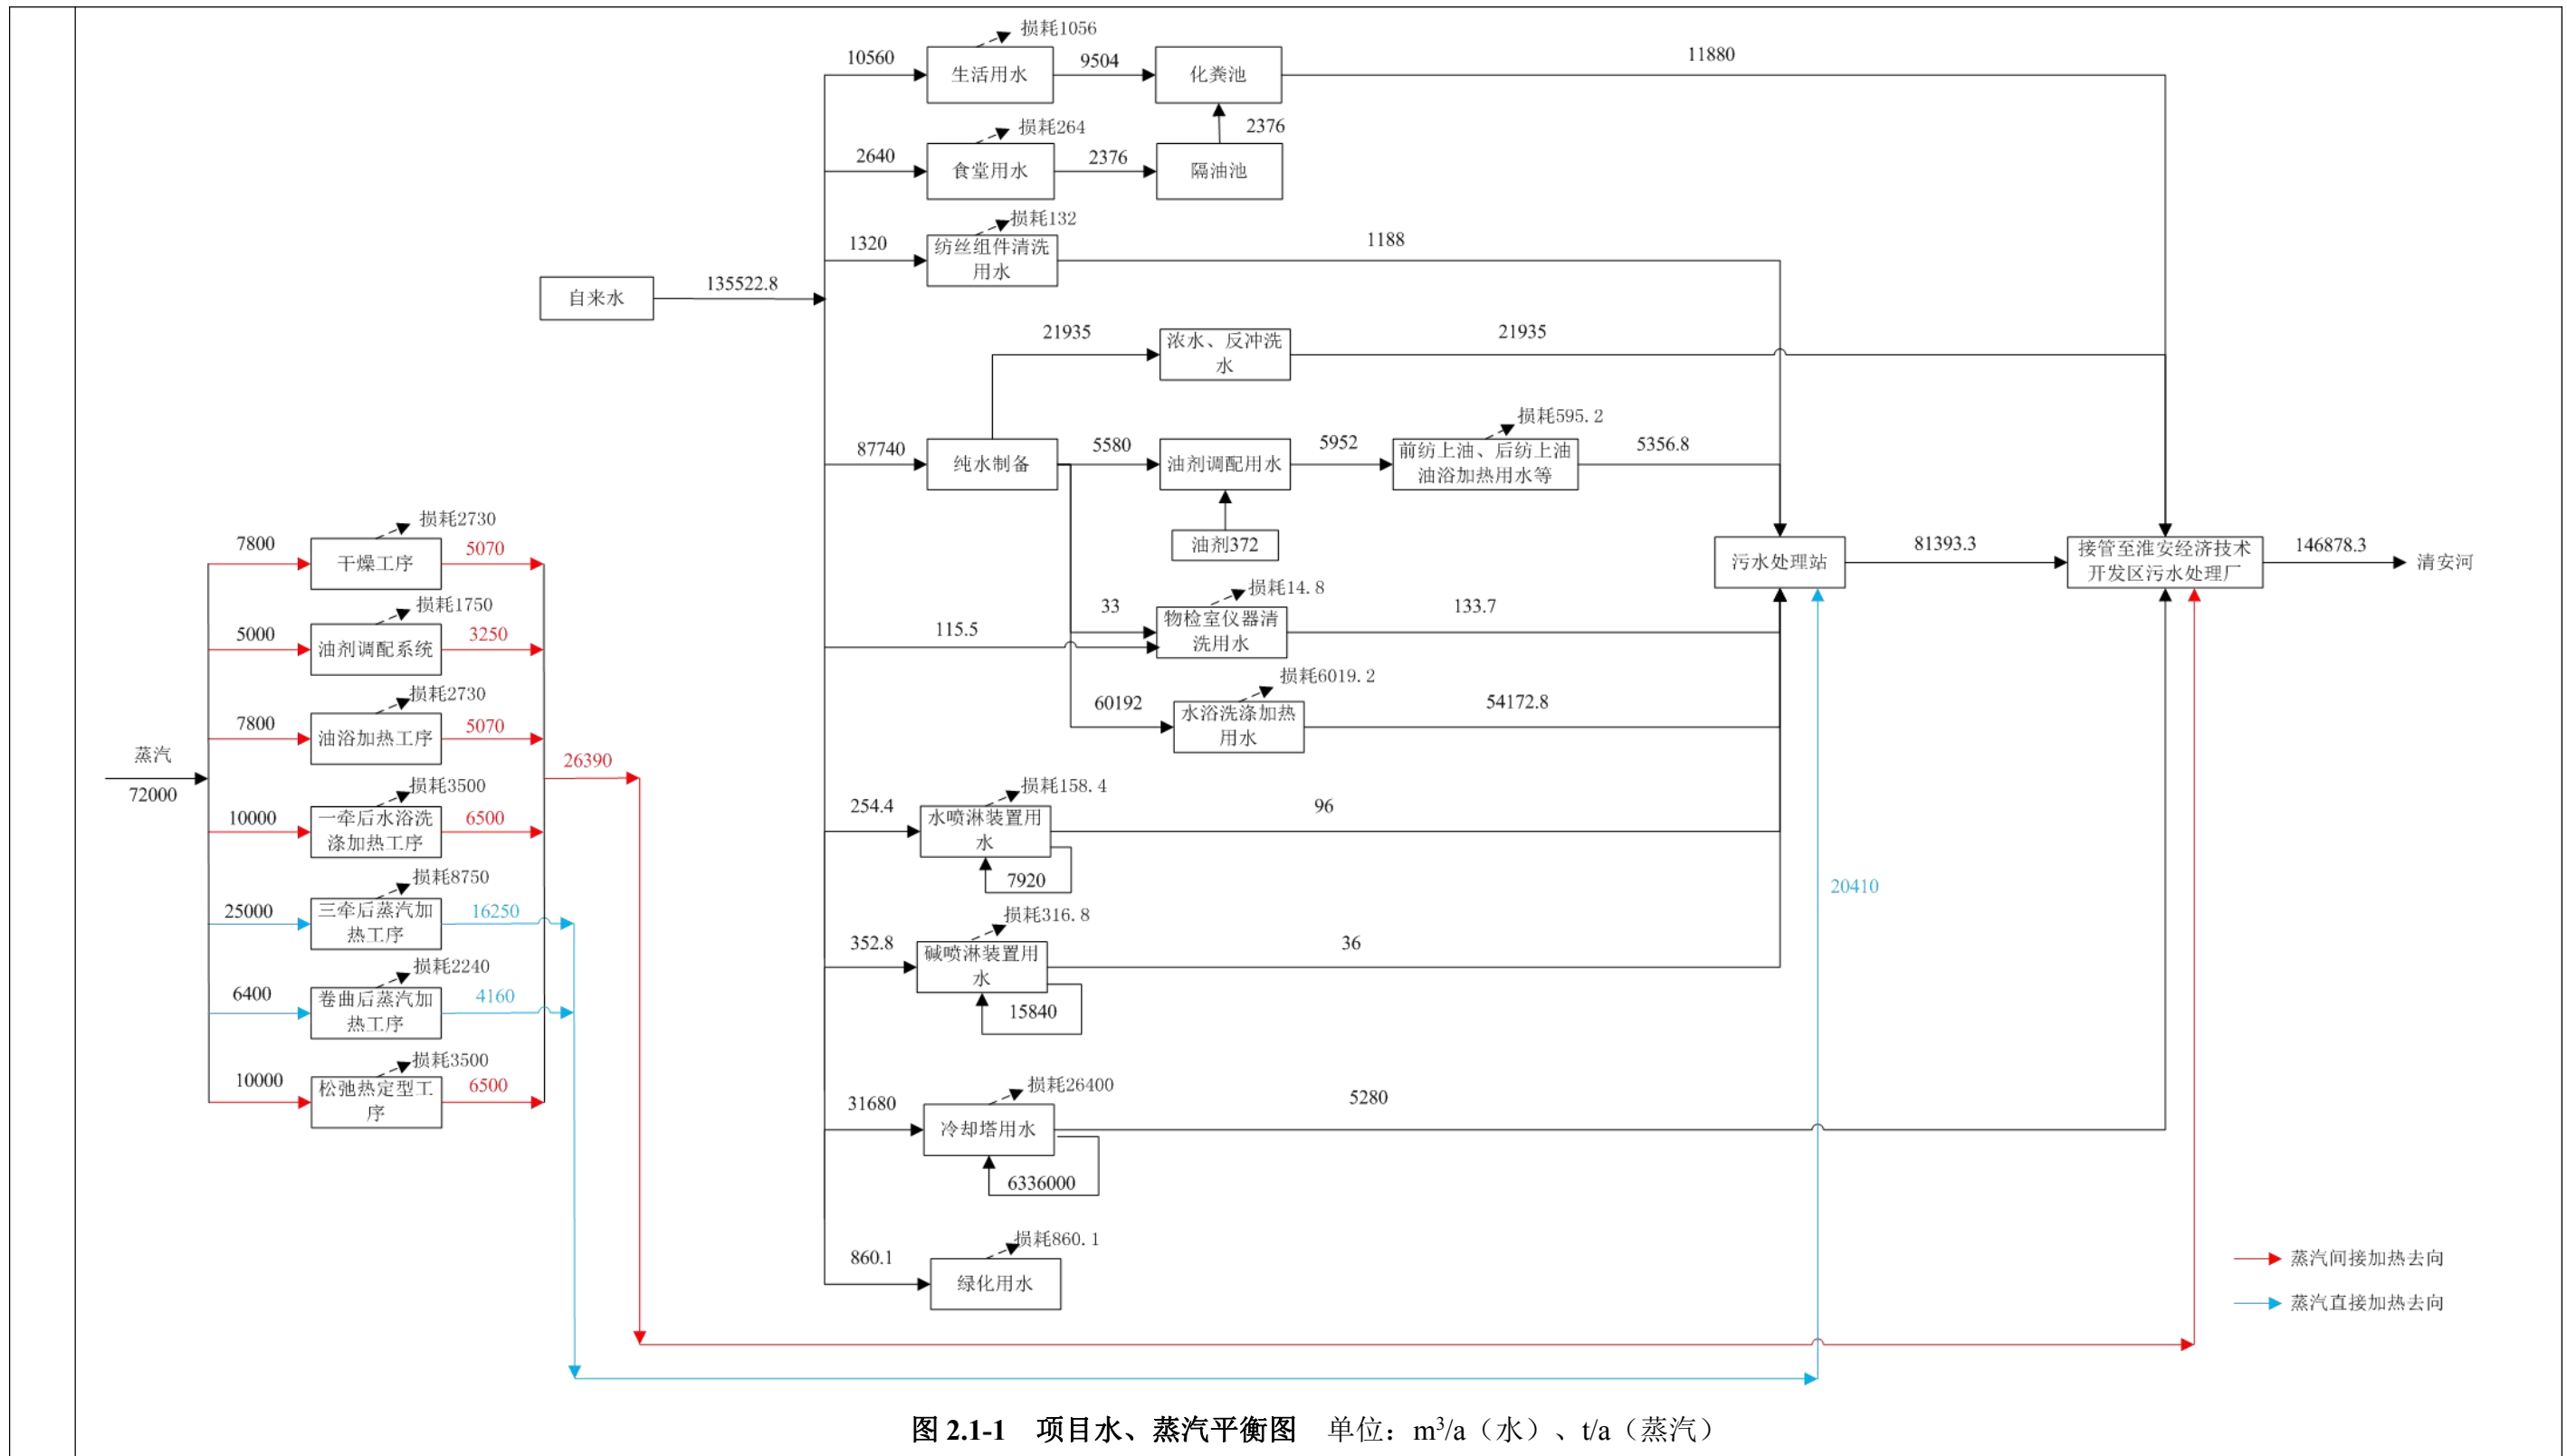 损耗1056
10560
生活用水
9504
化粪池
11880
损耗264
2376
2640
食堂用水
2376
隔油池
损耗132
1320
纺丝组件清洗
用水
1188
自来水
135522.8
21935
浓水、反冲洗
水
21935
损耗595.2
87740
纯水制备
5580
油剂调配用水
5952
前纺上油、后纺上油
油浴加热用水等
5356.8
油剂372
污水处理站
81393.3
接管至淮安经济技术
开发区污水处理厂
146878.3
清安河
损耗14.8
33
115.5
物检室仪器清
洗用水
133.7
损耗6019.2
60192
水浴洗涤加热
用水
54172.8
损耗158.4
254.4
水喷淋装置用
水
96
7920
损耗316.8
352.8
碱喷淋装置用
水
36
15840
损耗26400
31680
冷却塔用水
5280
6336000
损耗860.1
860.1
绿化用水
蒸汽
72000
损耗2730
7800
干燥工序
5070
损耗1750
5000
油剂调配系统
3250
损耗2730
7800
油浴加热工序
5070
26390
损耗3500
10000
一牵后水浴洗
涤加热工序
6500
损耗8750
25000
三牵后蒸汽加
热工序
16250
损耗2240
6400
卷曲后蒸汽加
热工序
4160
损耗3500
10000
松弛热定型工
序
6500
20410
蒸汽间接加热去向
蒸汽直接加热去向
图 2.1-1 项目水、蒸汽平衡图 单位：m³/a（水）、t/a（蒸汽）